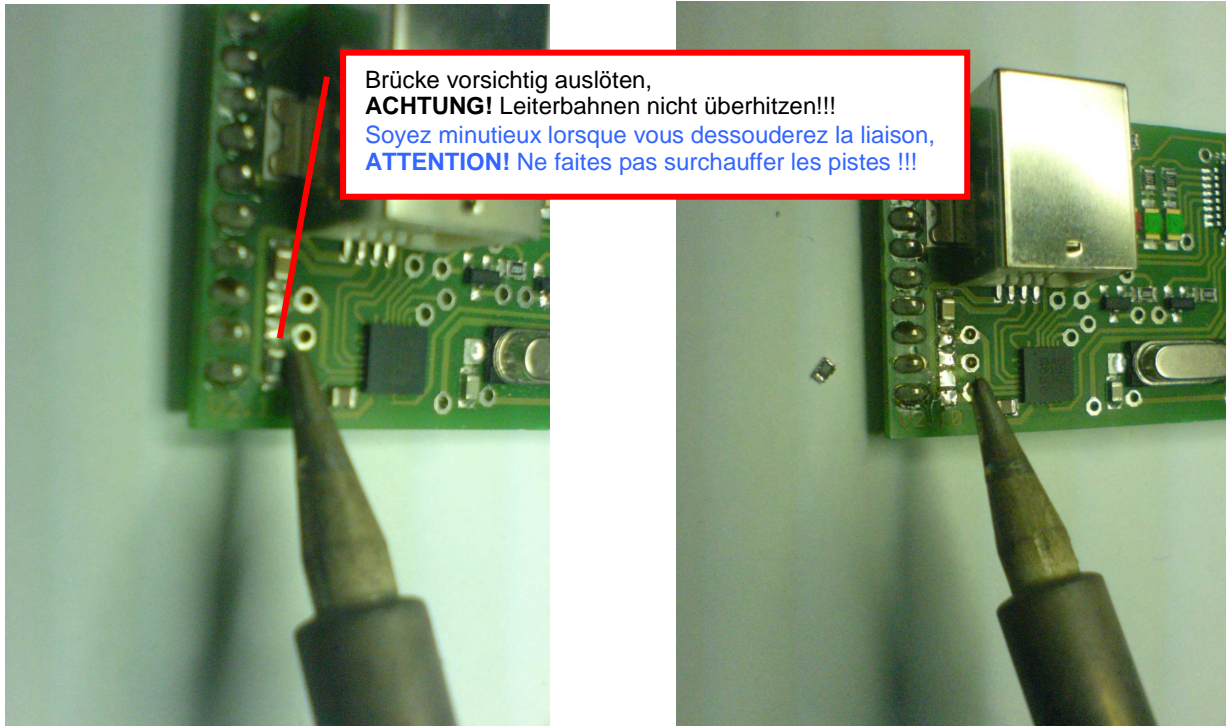 Brücke vorsichtig auslöten,
ACHTUNG! Leiterbahnen nicht überhitzen!!!
Soyez minutieux lorsque vous dessouderez la liaison,
ATTENTION! Ne faites pas surchauffer les pistes !!!